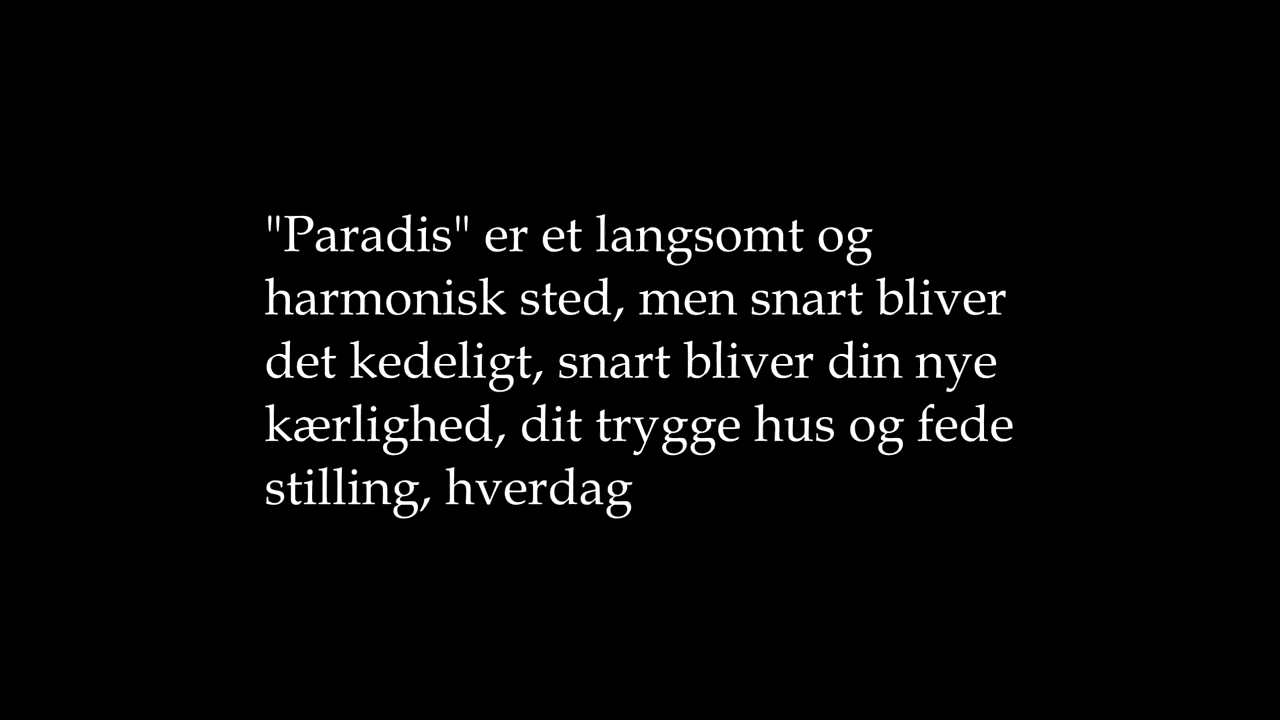 "Paradis" er et langsomt og
harmonisk sted, men snart bliver
det kedeligt, snart bliver din nye
kærlighed, dit trygge hus og fede
stilling, hverdag